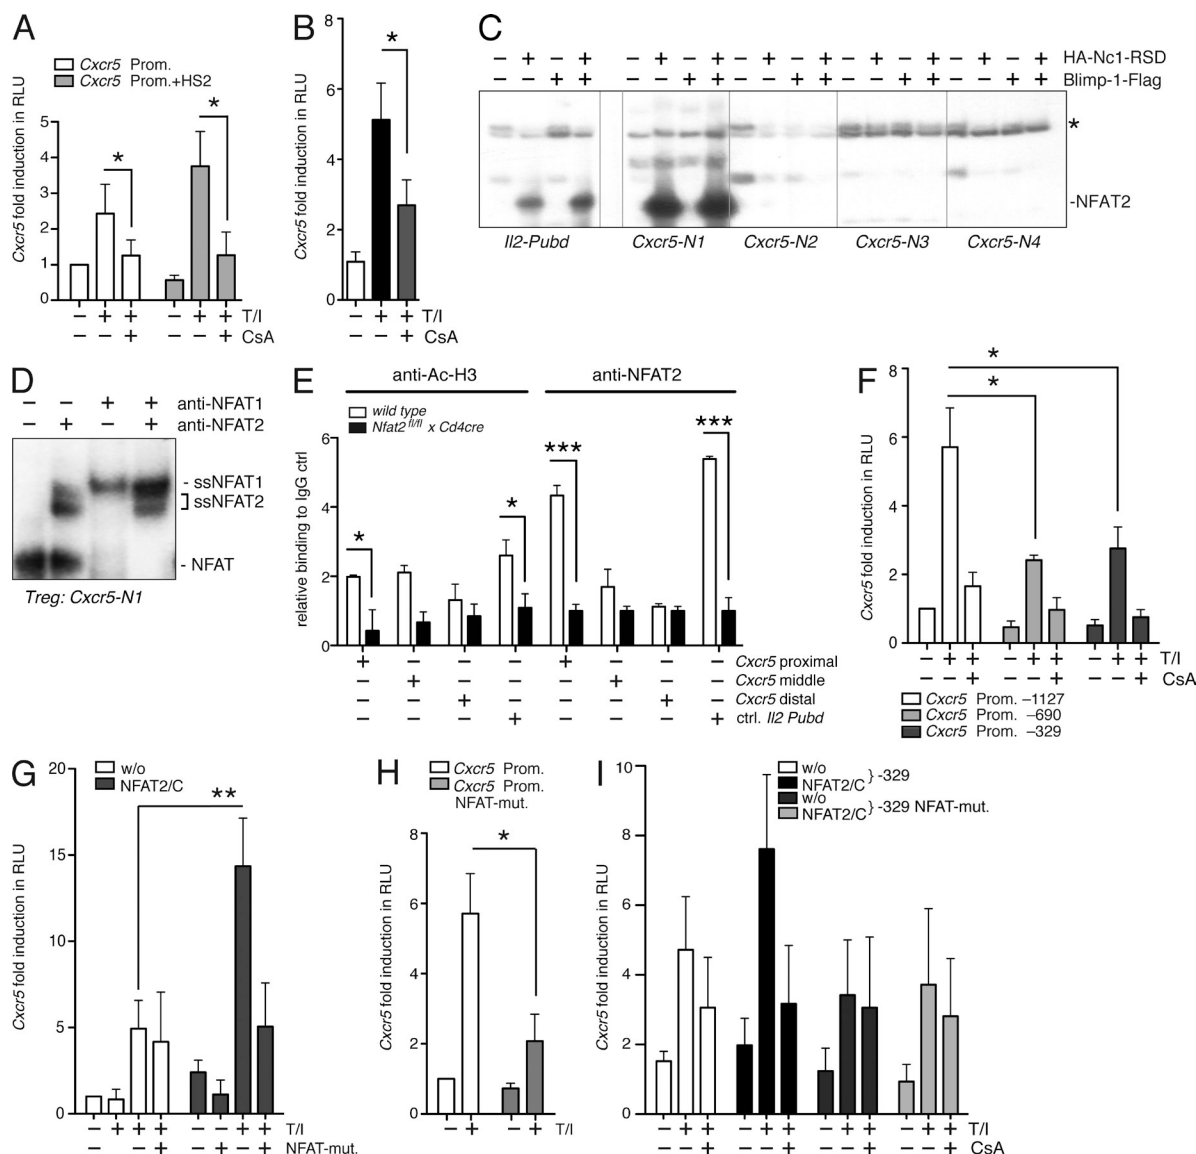 A
Cxcr5 Prom.
Cxcr5 Prom.+HS2
Cxcr5 fold induction in RLU
5
4
3
2
1
0
*
*
– + + – + + T/I
– – + – – + CsA
B
Cxcr5 fold induction in RLU
8
6
4
2
0
*
– + + T/I
– – + CsA
C
– + – + – + – + – + – + – + – + – + – + HA-Nc1-RSD
– – + + – – + + – – + + – – + + – – + + Blimp-1-Flag
*
-NFAT2
Il2-Pubd Cxcr5-N1 Cxcr5-N2 Cxcr5-N3 Cxcr5-N4
D
– – + + anti-NFAT1
– + – + anti-NFAT2
- ssNFAT1
ssNFAT2
- NFAT
Treg: Cxcr5-N1
E
anti-Ac-H3 anti-NFAT2
wild type
Nfat2 fl/fl x Cd4cre
relative binding to IgG ctrl
6
4
2
0
*
*
***
***
+ – – – + – – – Cxcr5 proximal
– + – – – + – – Cxcr5 middle
– – + – – – + – Cxcr5 distal
– – – + – – – + ctrl. Il2 Pubd
F
Cxcr5 fold induction in RLU
8
6
4
2
0
*
*
– + + – + + – + + T/I
– – + – – + – – + CsA
Cxcr5 Prom. –1127
Cxcr5 Prom. –690
Cxcr5 Prom. –329
G
w/o
NFAT2/C
Cxcr5 fold induction in RLU
20
15
10
5
0
**
– + + + – – + + T/I
– – + – + – + NFAT-mut.
H
Cxcr5 Prom.
Cxcr5 Prom.
NFAT-mut.
Cxcr5 fold induction in RLU
8
6
4
2
0
*
– + – + T/I
I
w/o
NFAT2/C } -329
w/o
NFAT2/C } -329 NFAT-mut.
Cxcr5 fold induction in RLU
10
8
6
4
2
0
– + + – + + – + + – + + T/I
– – + – – + – – + – – + CsA